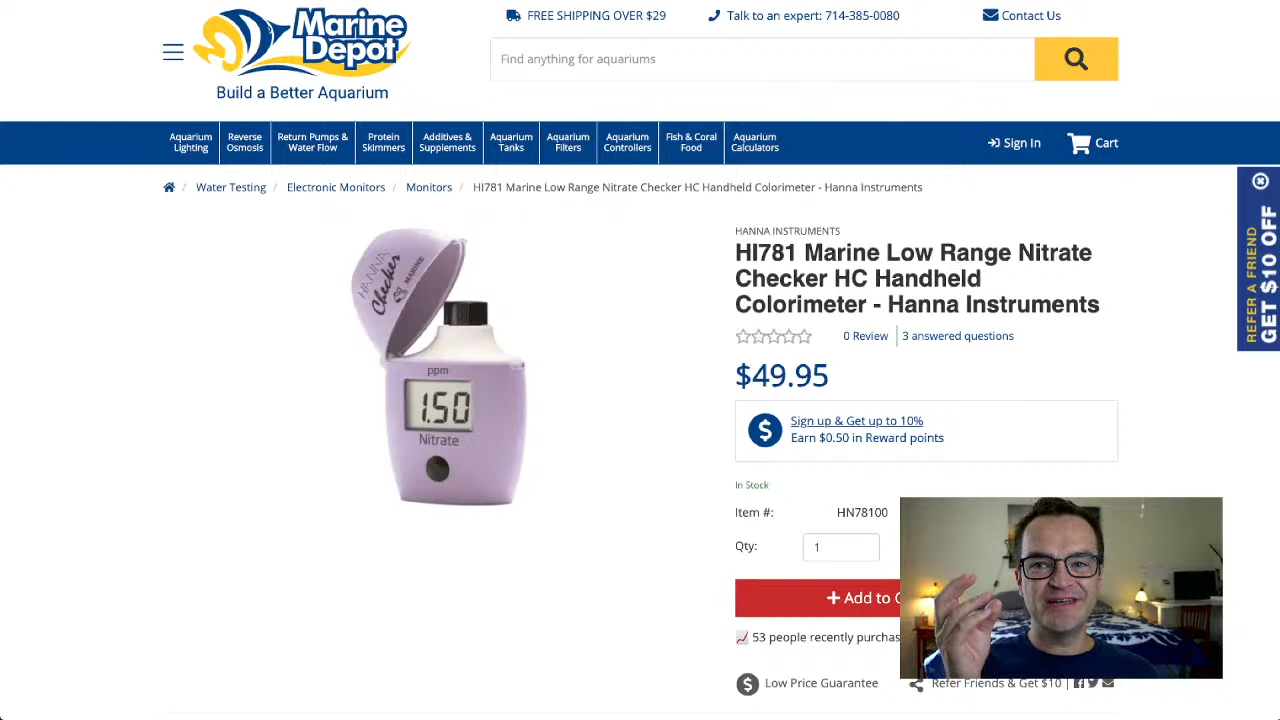 Marine
Depot
Build a Better Aquarium
FREE SHIPPING OVER $29
Talk to an expert: 714-385-0080
Contact Us
Find anything for aquariums
Aquarium
Lighting
Reverse
Osmosis
Return Pumps &
Water Flow
Protein
Skimmers
Additives &
Supplements
Aquarium
Tanks
Aquarium
Filters
Aquarium
Controllers
Fish & Coral
Food
Aquarium
Calculators
Sign In
Cart
/ Water Testing / Electronic Monitors / Monitors / HI781 Marine Low Range Nitrate Checker HC Handheld Colorimeter - Hanna Instruments
REFER A FRIEND
GET $10 OFF
HANNA
Checker
MARINE
ppm
1.50
Nitrate
HANNA INSTRUMENTS
HI781 Marine Low Range Nitrate
Checker HC Handheld
Colorimeter - Hanna Instruments
0 Review
3 answered questions
$49.95
$
Sign up & Get up to 10%
Earn $0.50 in Reward points
In Stock
Item #: HN78100
Qty: 1
+ Add to
53 people recently purchas
$ Low Price Guarantee
Refer Friends & Get $10 |